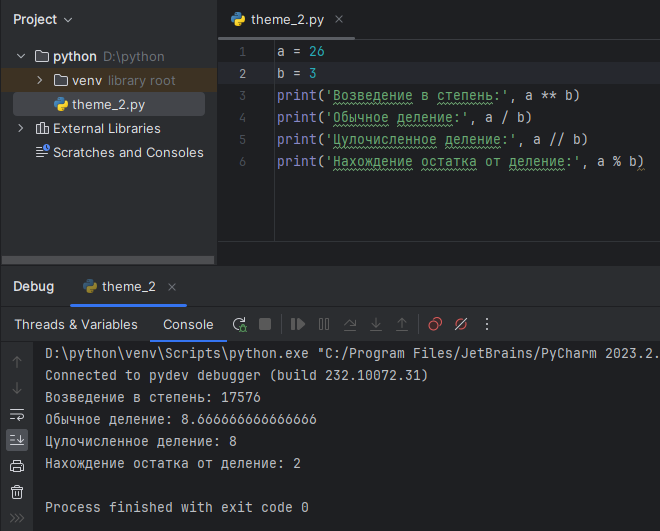 Project
theme_2.py
python D:\python
venv library root
theme_2.py
External Libraries
Scratches and Consoles
1 a = 26
2 b = 3
3 print('Возведение в степень:', a ** b)
4 print('Обычное деление:', a / b)
5 print('Цулочисленное деление:', a // b)
6 print('Нахождение остатка от деление:', a % b)
Debug
theme_2
Threads & Variables
Console
D:\python\venv\Scripts\python.exe "C:/Program Files/JetBrains/PyCharm 2023.2.
Connected to pydev debugger (build 232.10072.31)
Возведение в степень: 17576
Обычное деление: 8.666666666666666
Цулочисленное деление: 8
Нахождение остатка от деление: 2
Process finished with exit code 0